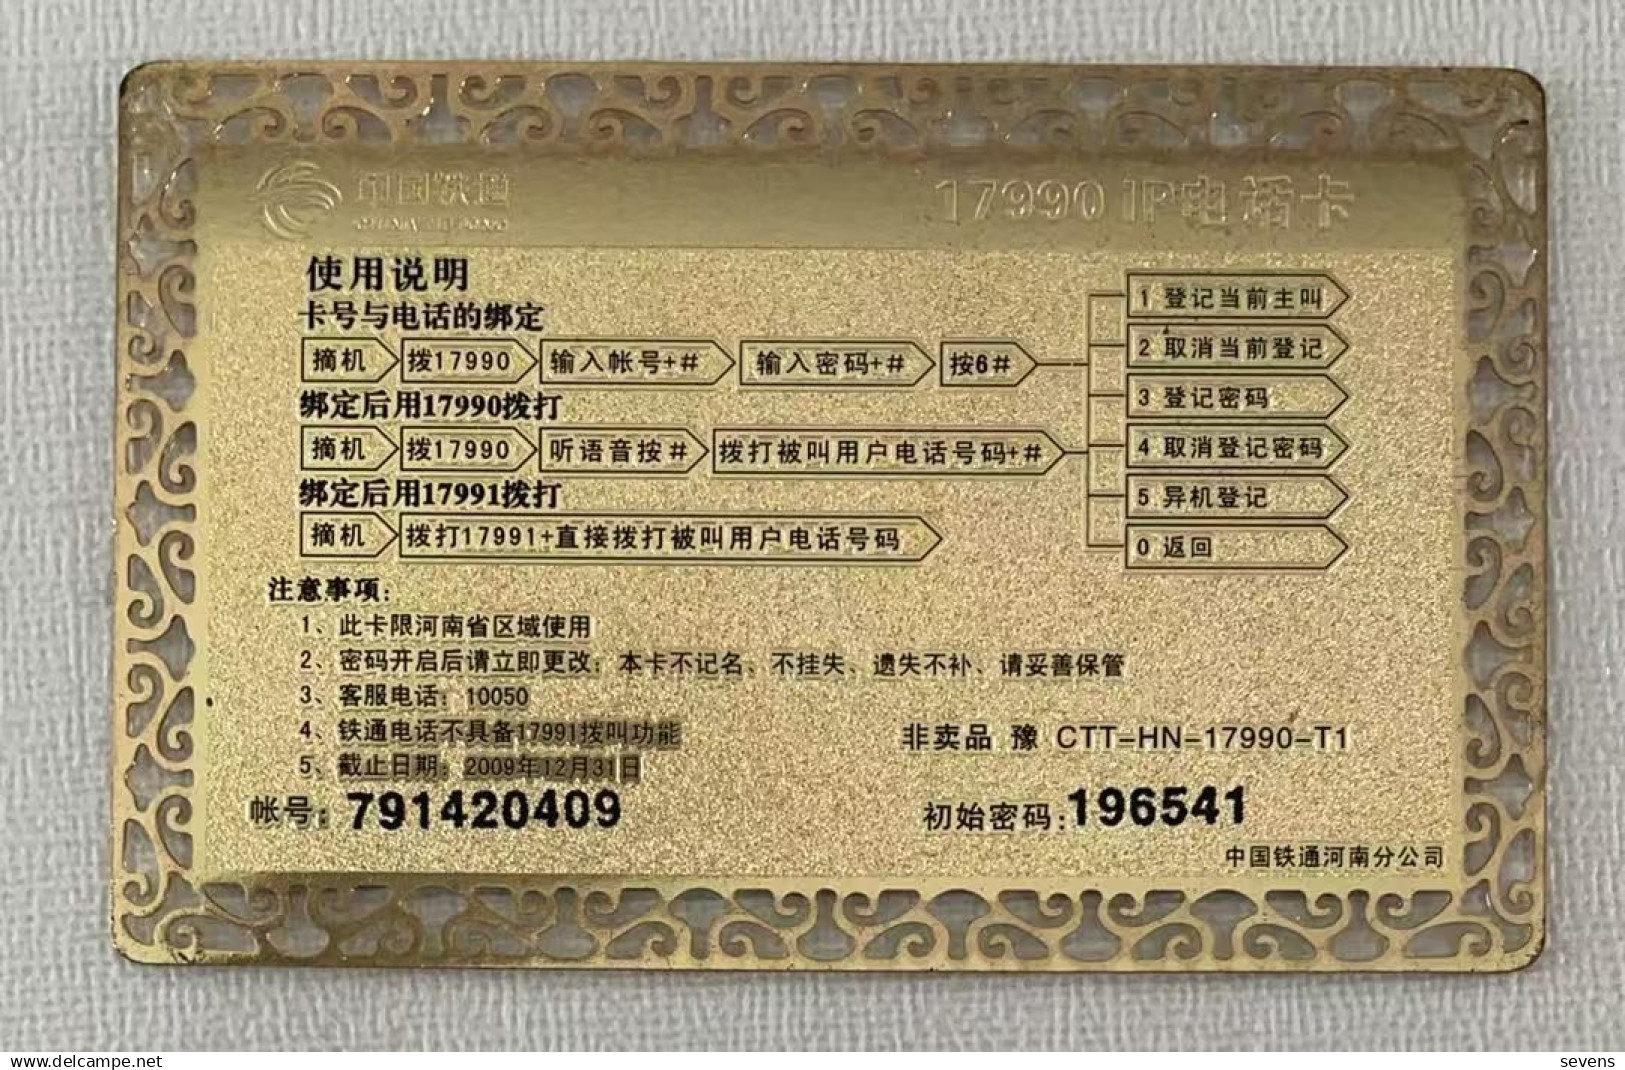 中国铁通
17990 IP电话卡
使用说明
卡号与电话的绑定
摘机 拨17990 输入帐号+# 输入密码+# 按6#
1 登记当前主叫
2 取消当前登记
3 登记密码
4 取消登记密码
5 异机登记
0 返回
绑定后用17990拨打
摘机 拨17990 听语音按# 拨打被叫用户电话号码+#
绑定后用17991拨打
摘机 拨打17991+直接拨打被叫用户电话号码
注意事项:
1、此卡限河南省区域使用
2、密码开启后请立即更改；本卡不记名、不挂失、遗失不补、请妥善保管
3、客服电话：10050
4、铁通电话不具备17991拨叫功能
5、截止日期：2009年12月31日
非卖品 豫 CTT-HN-17990-T1
帐号: 791420409
初始密码: 196541
中国铁通河南分公司
www.delcampe.net
sevens